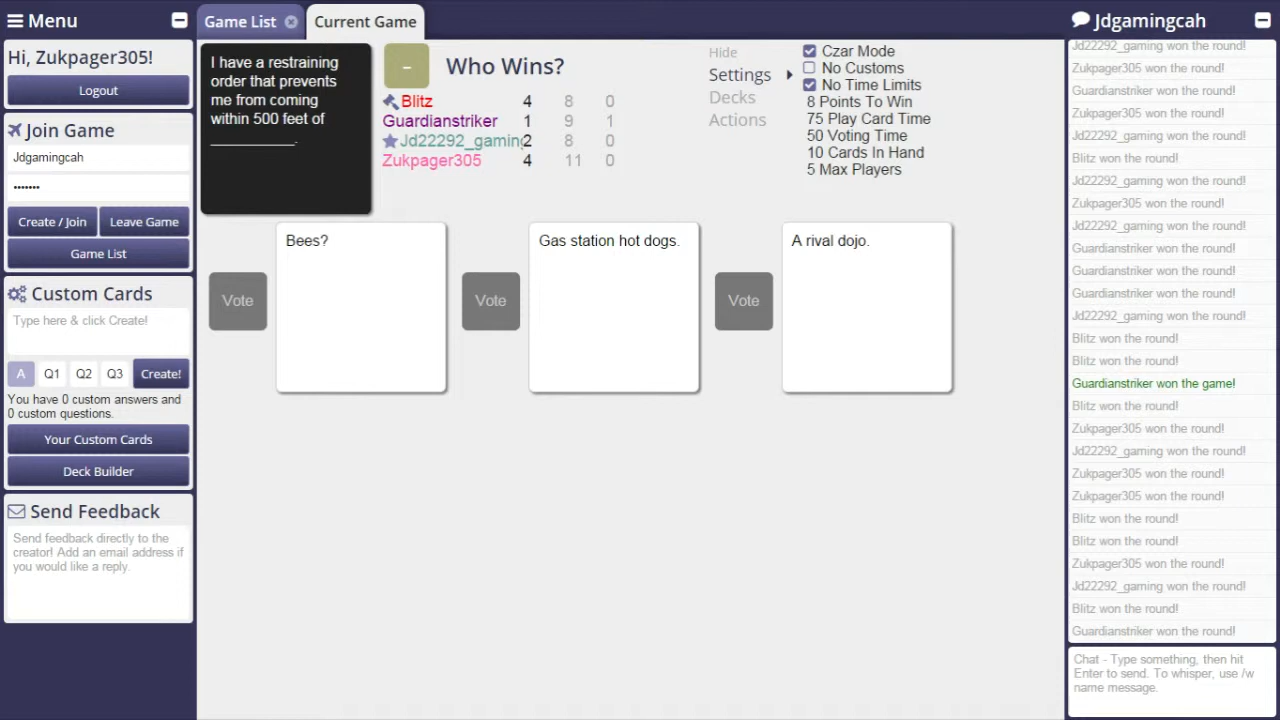 Menu
Hi, Zukpager305!
Logout
Join Game
Jdgamingcah
•••••••
Create / Join
Leave Game
Game List
Custom Cards
Type here & click Create!
A
Q1
Q2
Q3
Create!
You have 0 custom answers and
0 custom questions.
Your Custom Cards
Deck Builder
Send Feedback
Send feedback directly to the
creator! Add an email address if
you would like a reply.
Game List
Current Game
I have a restraining
order that prevents
me from coming
within 500 feet of
__________.
–
Who Wins?
Blitz 4 8 0
Guardianstriker 1 9 1
Jd22292_gaming 2 8 0
Zukpager305 4 11 0
Hide
Settings
Decks
Actions
Czar Mode
No Customs
No Time Limits
8 Points To Win
75 Play Card Time
50 Voting Time
10 Cards In Hand
5 Max Players
Vote
Bees?
Vote
Gas station hot dogs.
Vote
A rival dojo.
Jdgamingcah
Jd22292_gaming won the round!
Zukpager305 won the round!
Guardianstriker won the round!
Zukpager305 won the round!
Jd22292_gaming won the round!
Blitz won the round!
Jd22292_gaming won the round!
Zukpager305 won the round!
Jd22292_gaming won the round!
Guardianstriker won the round!
Guardianstriker won the round!
Guardianstriker won the round!
Jd22292_gaming won the round!
Blitz won the round!
Blitz won the round!
Guardianstriker won the game!
Blitz won the round!
Zukpager305 won the round!
Jd22292_gaming won the round!
Zukpager305 won the round!
Zukpager305 won the round!
Blitz won the round!
Blitz won the round!
Zukpager305 won the round!
Jd22292_gaming won the round!
Blitz won the round!
Guardianstriker won the round!
Chat - Type something, then hit
Enter to send. To whisper, use /w
name message.